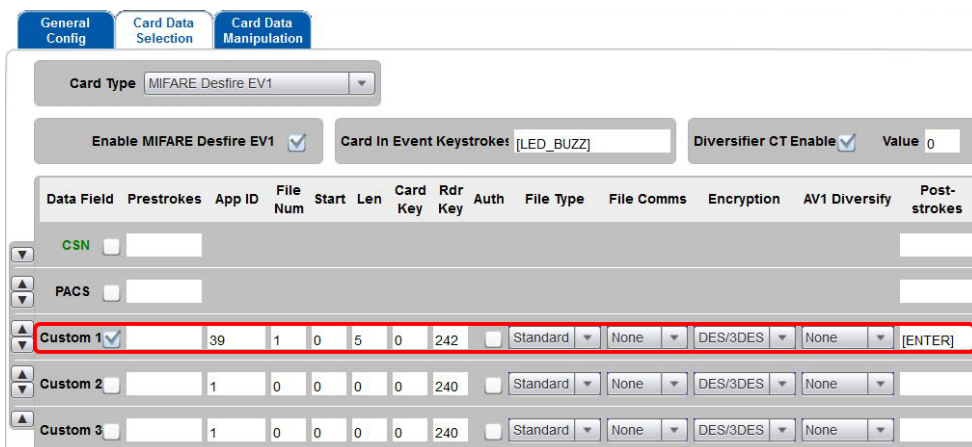 General Config
Card Data Selection
Card Data Manipulation
Card Type MIFARE Desfire EV1
Enable MIFARE Desfire EV1 Card In Event Keystroke: [LED_BUZZ] Diversifier CT Enable Value 0
Data Field Prestrokes App ID File Num Start Len Card Key Rdr Key Auth File Type File Comms Encryption AV1 Diversify Post-strokes
CSN
PACS
Custom 1 39 1 0 5 0 242 Standard None DES/3DES None [ENTER]
Custom 2 1 0 0 0 0 240 Standard None DES/3DES None
Custom 3 1 0 0 0 0 240 Standard None DES/3DES None